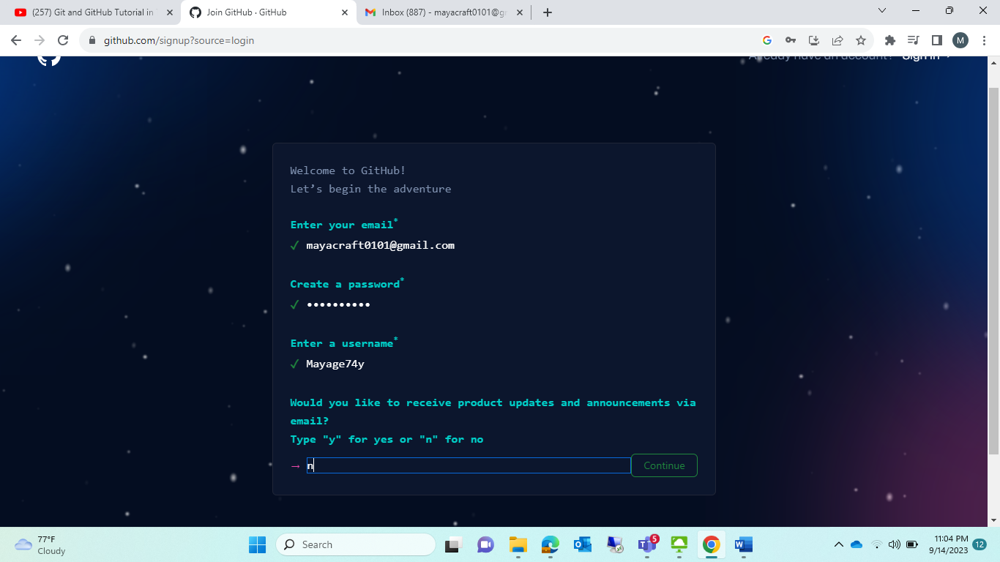 (257) Git and GitHub Tutorial in
Join GitHub · GitHub
Inbox (887) - mayacraft0101@g
github.com/signup?source=login
M
Already have an account? Sign in →
Welcome to GitHub!
Let’s begin the adventure
Enter your email*
✓ mayacraft0101@gmail.com
Create a password*
✓ ••••••••••
Enter a username*
✓ Mayage74y
Would you like to receive product updates and announcements via
email?
Type "y" for yes or "n" for no
→ n
Continue
77°F
Cloudy
Search
5
11:04 PM
9/14/2023
12